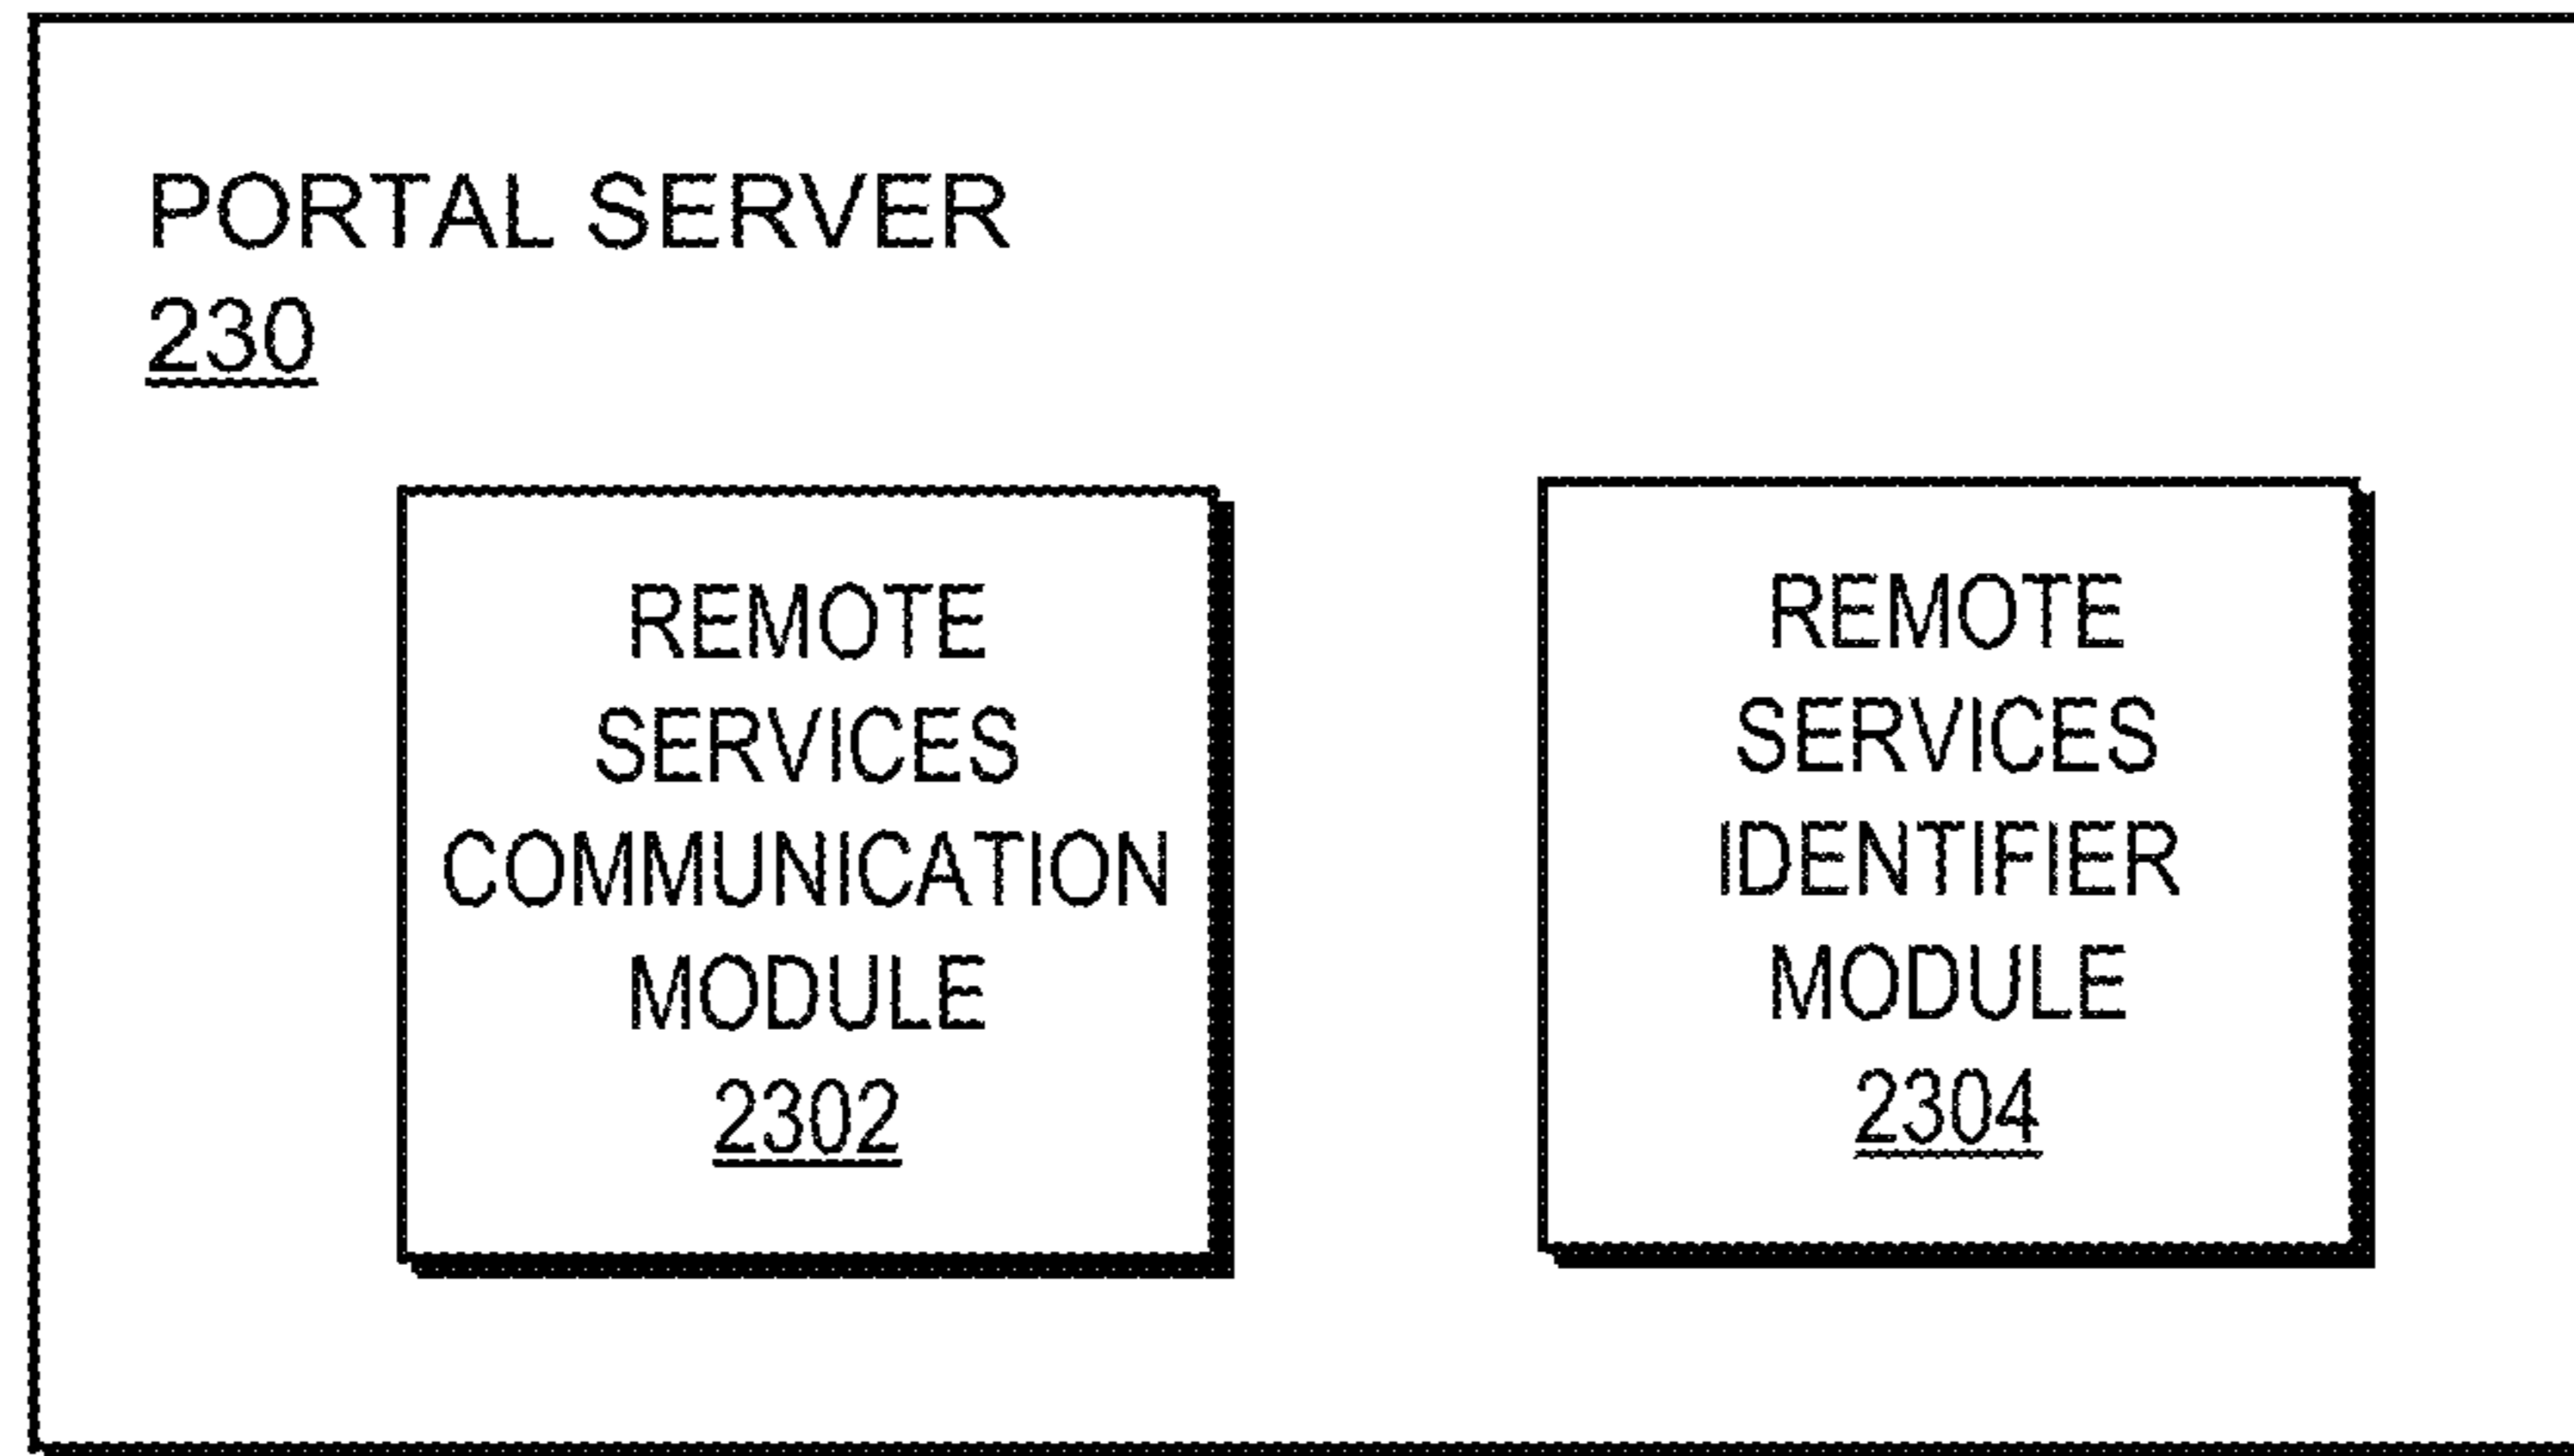 PORTAL SERVER
230
REMOTE
SERVICES
COMMUNICATION
MODULE
2302
REMOTE
SERVICES
IDENTIFIER
MODULE
2304